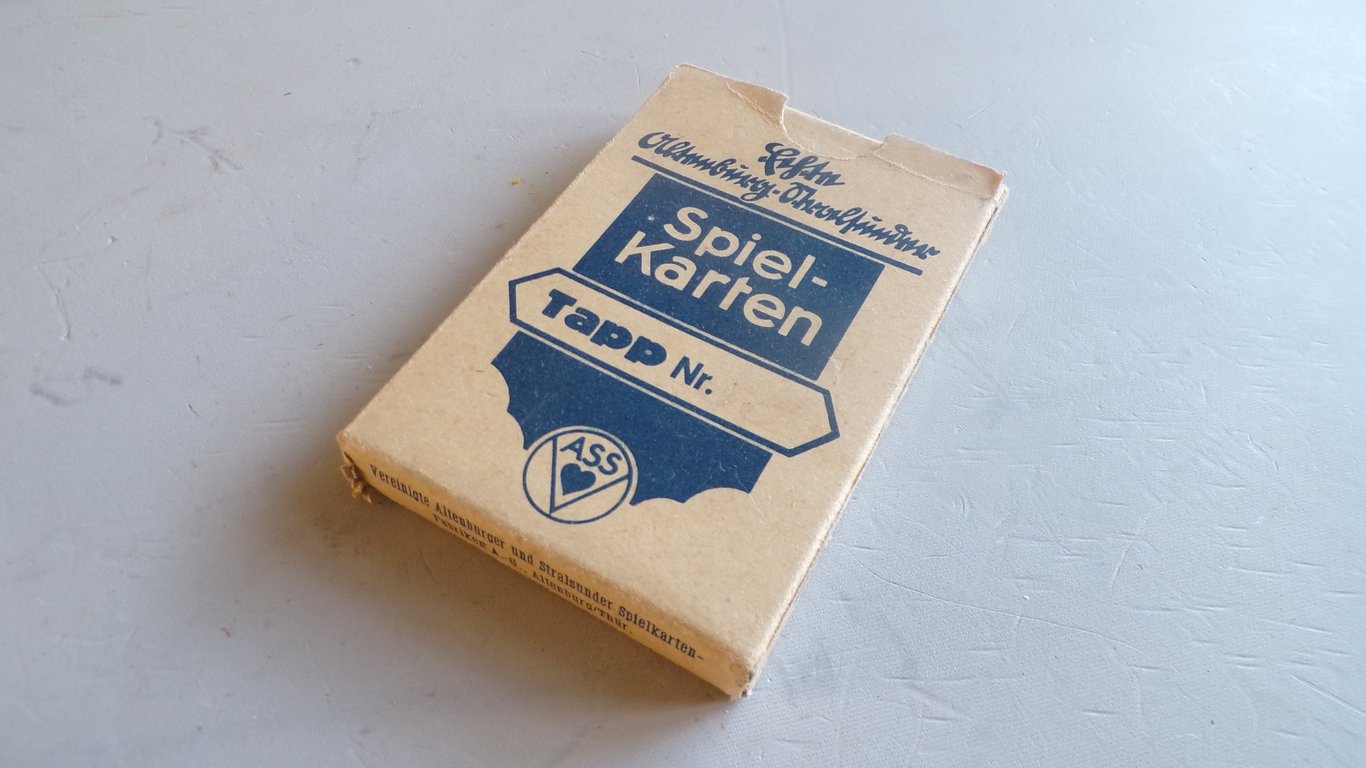 Echte
Altenburg-Stralsunder
Spiel-
Karten
Tapp Nr.
ASS
Vereinigte Altenburger und Stralsunder Spielkarten-
Fabriken A.-G., Altenburg/Thür.